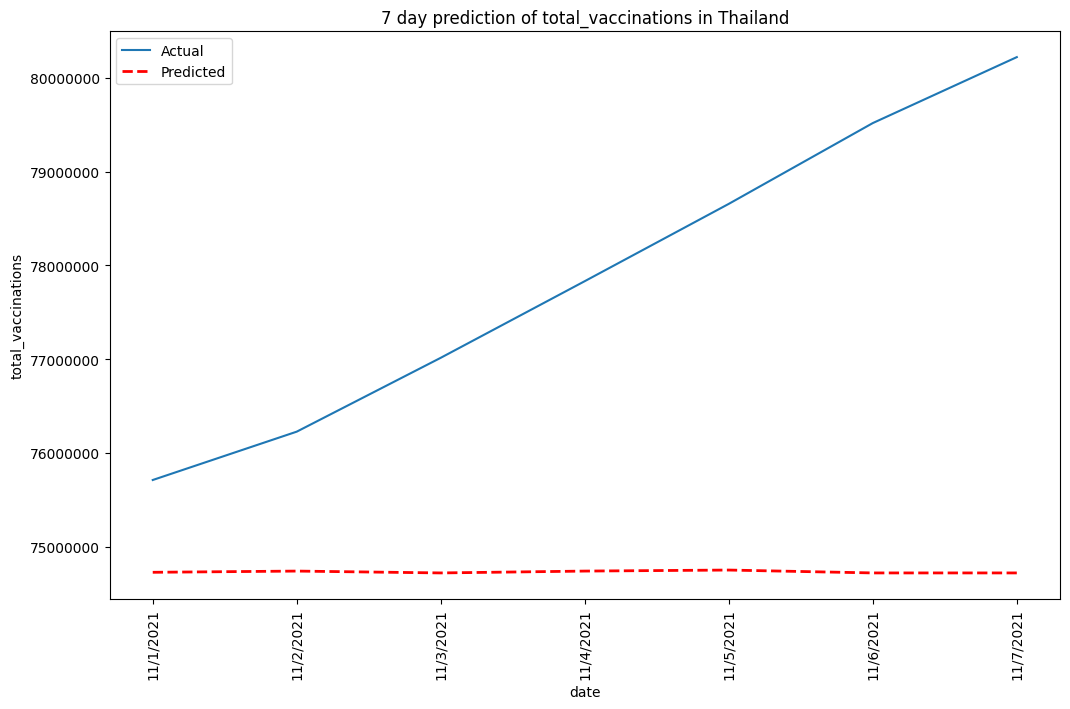 7 day prediction of total_vaccinations in Thailand
Actual
Predicted
80000000
79000000
78000000
77000000
76000000
75000000
total_vaccinations
11/1/2021
11/2/2021
11/3/2021
11/4/2021
11/5/2021
11/6/2021
11/7/2021
date